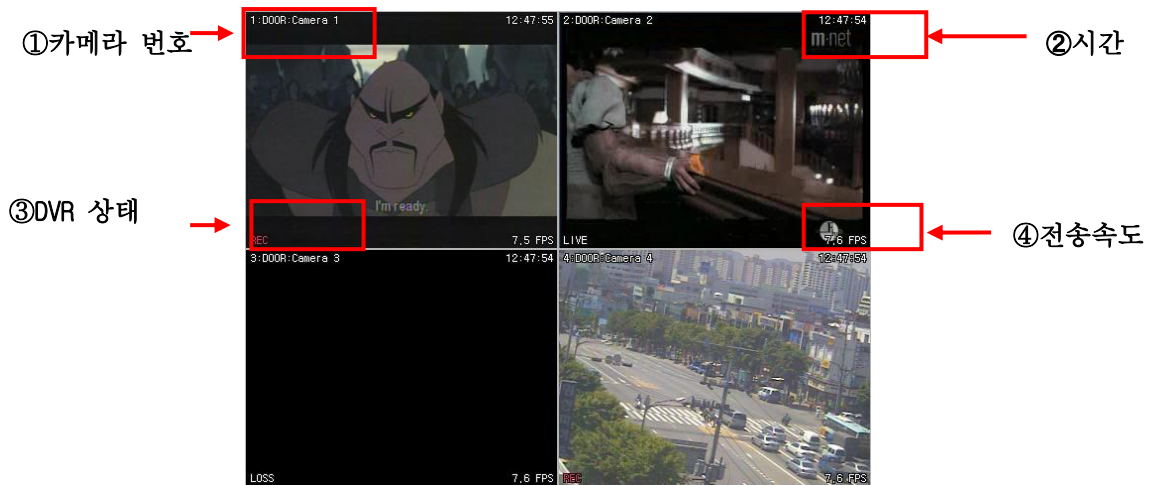 ①카메라 번호
1:DOOR:Camera 1
12:47:55
2:DOOR:Camera 2
12:47:54
m·net
②시간
③DVR 상태
I'm ready.
REC
7.5 FPS
LIVE
7.6 FPS
④전송속도
3:DOOR:Camera 3
12:47:54
4:DOOR:Camera 4
12:47:54
LOSS
7.6 FPS
REC
7.6 FPS